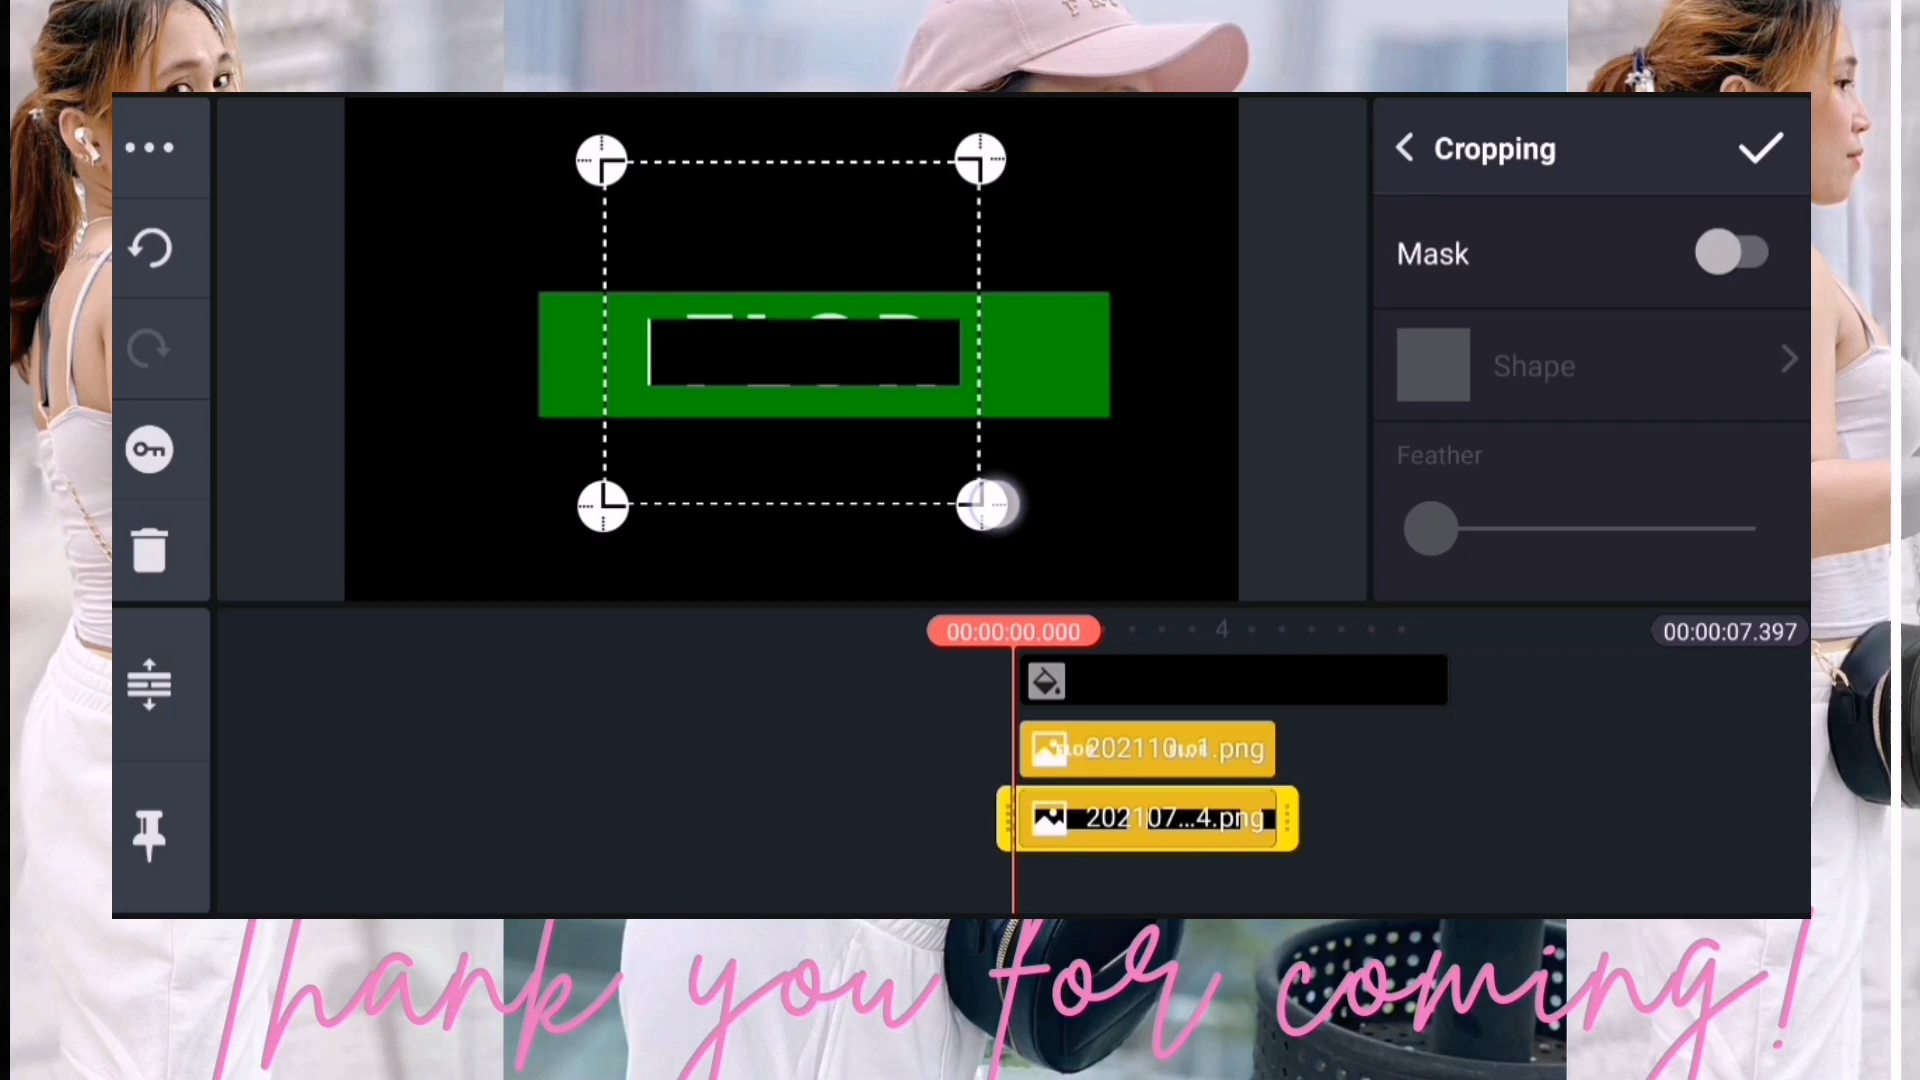 Cropping
Mask
Shape
Feather
00:00:00.000
4
00:00:07.397
202110...1.png
202107...4.png
Thank you for coming!